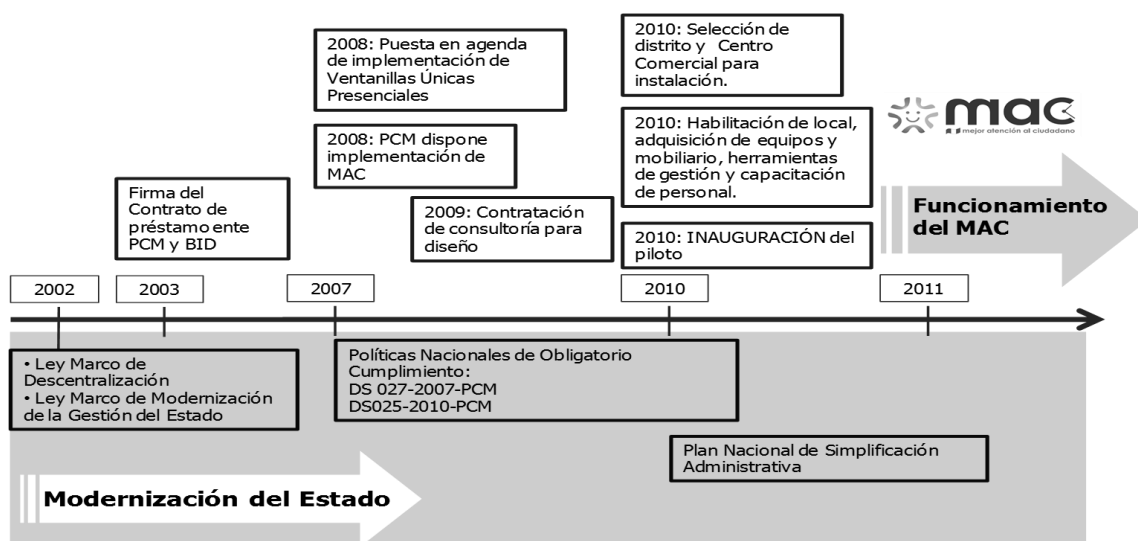 2008: Puesta en agenda
de implementación de
Ventanillas Únicas
Presenciales
2010: Selección de
distrito y Centro
Comercial para
instalación.
mac
mejor atención al ciudadano
2008: PCM dispone
implementación de
MAC
2010: Habilitación de local,
adquisición de equipos y
mobiliario, herramientas
de gestión y capacitación
de personal.
Firma del
Contrato de
préstamo ente
PCM y BID
2009: Contratación
de consultoría para
diseño
2010: INAUGURACIÓN del
piloto
Funcionamiento
del MAC
2002
2003
2007
2010
2011
• Ley Marco de
Descentralización
• Ley Marco de Modernización
de la Gestión del Estado
Políticas Nacionales de Obligatorio
Cumplimiento:
DS 027-2007-PCM
DS025-2010-PCM
Plan Nacional de Simplificación
Administrativa
Modernización del Estado